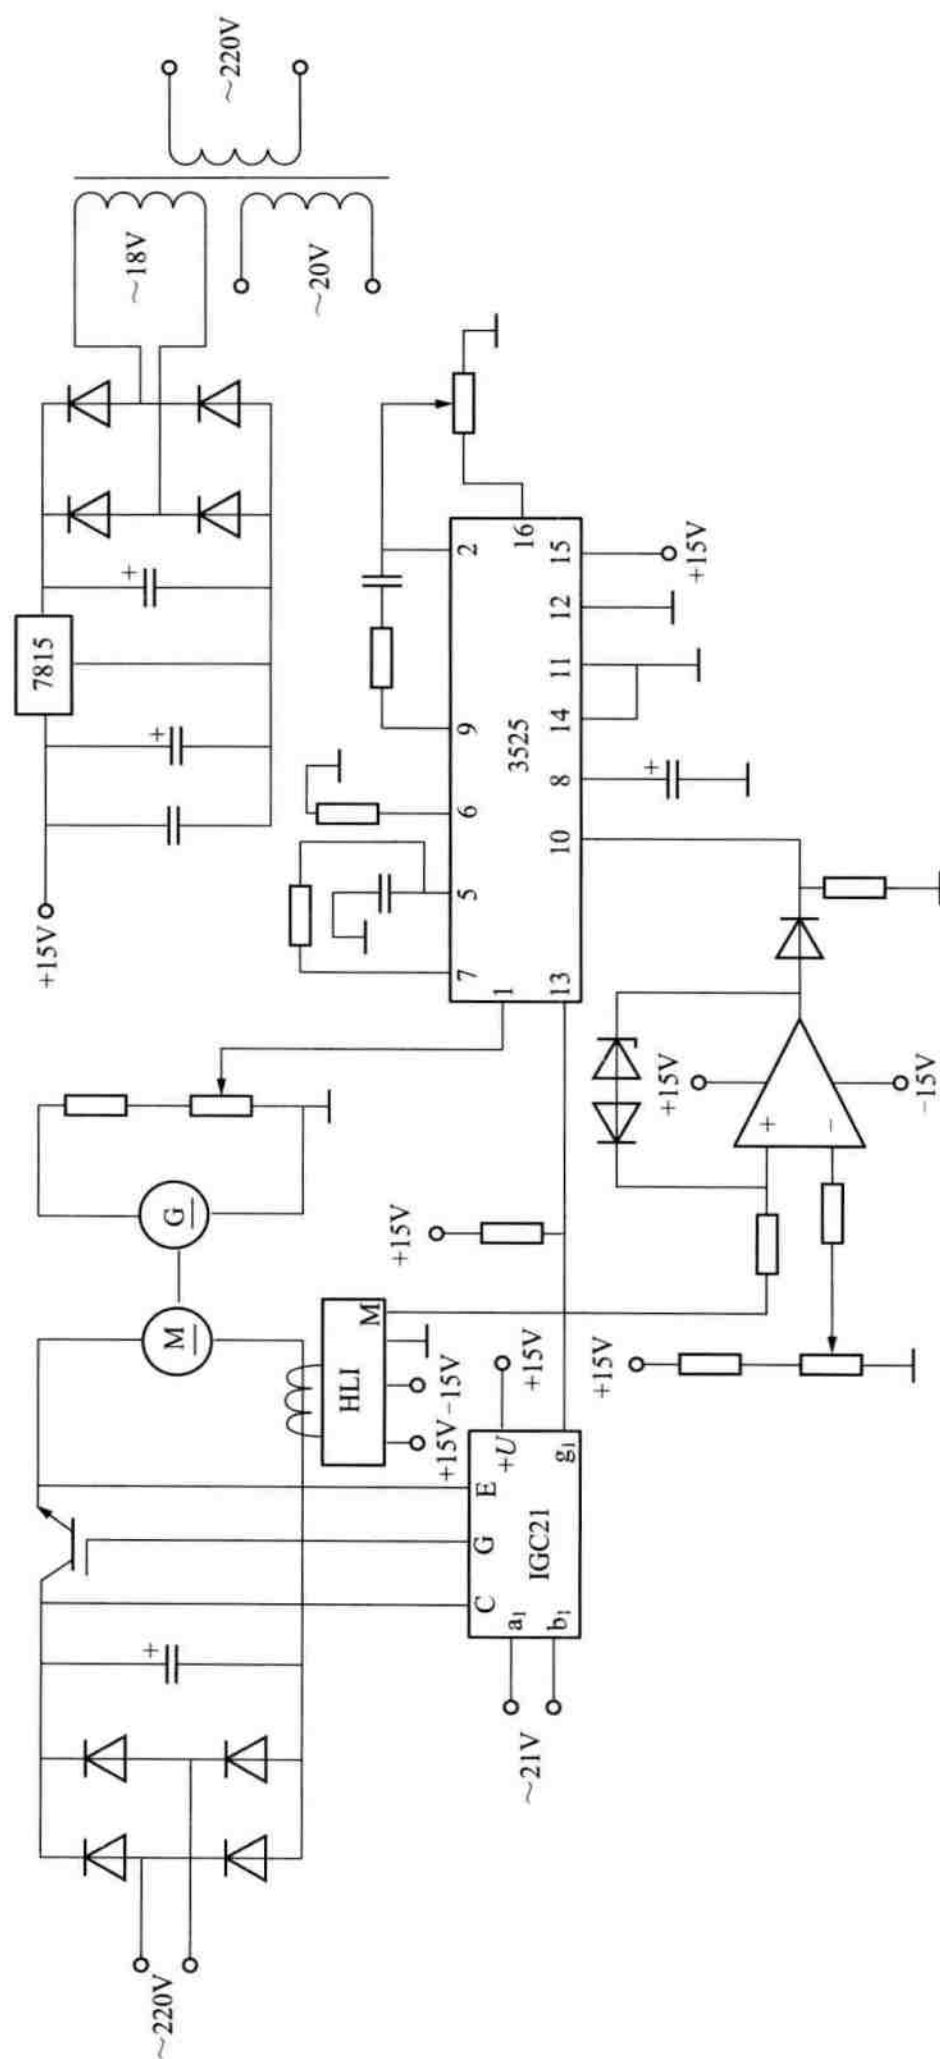 ~220V
C
G
E
a₁
b₁
+U
g₁
IGC21
~21V
+15V
HLI
M
+15V
-15V
M
G
+15V
+15V
+
−
+15V
-15V
7
5
6
9
2
1
16
3525
13
10
8
14
11
12
15
+15V
+15V
+
7815
+
+
+
~18V
~20V
~220V